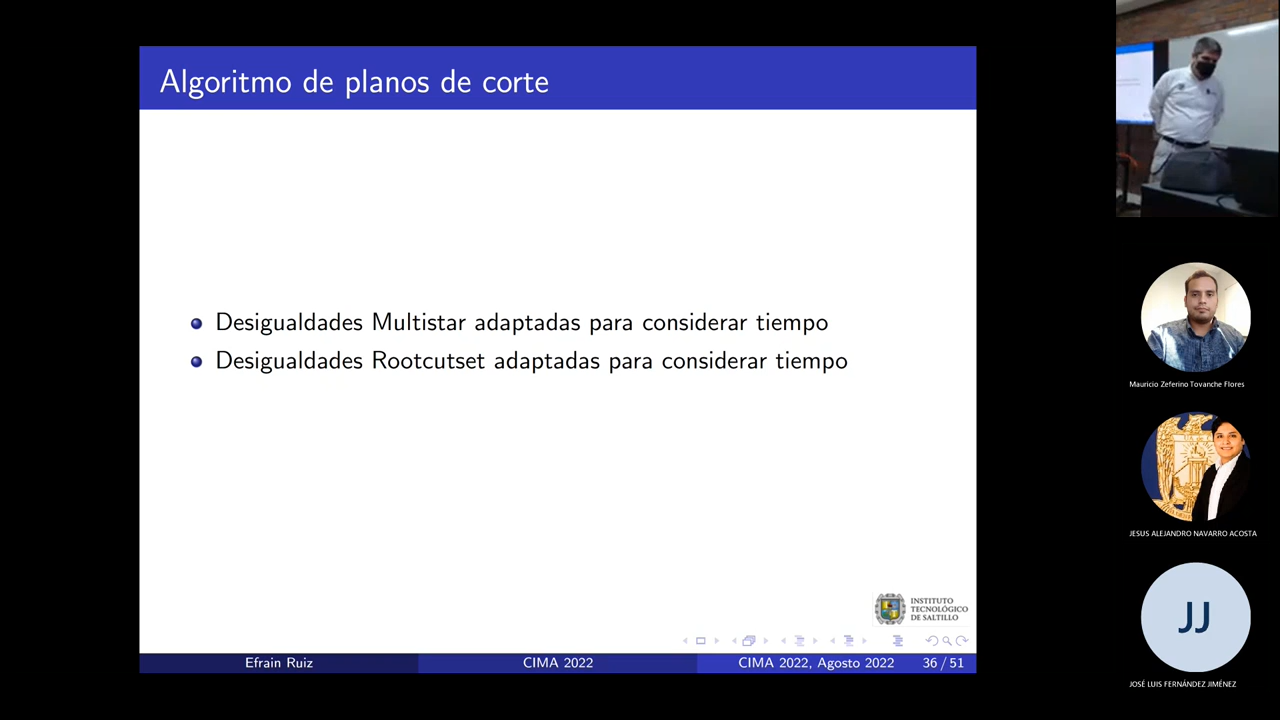 Algoritmo de planos de corte
Desigualdades Multistar adaptadas para considerar tiempo
Desigualdades Rootcutset adaptadas para considerar tiempo
INSTITUTO
TECNOLÓGICO
DE SALTILLO
Efrain Ruiz
CIMA 2022
CIMA 2022, Agosto 2022
36 / 51
Mauricio Zeferino Tovanche Flores
JESUS ALEJANDRO NAVARRO ACOSTA
JJ
JOSÉ LUIS FERNÁNDEZ JIMÉNEZ